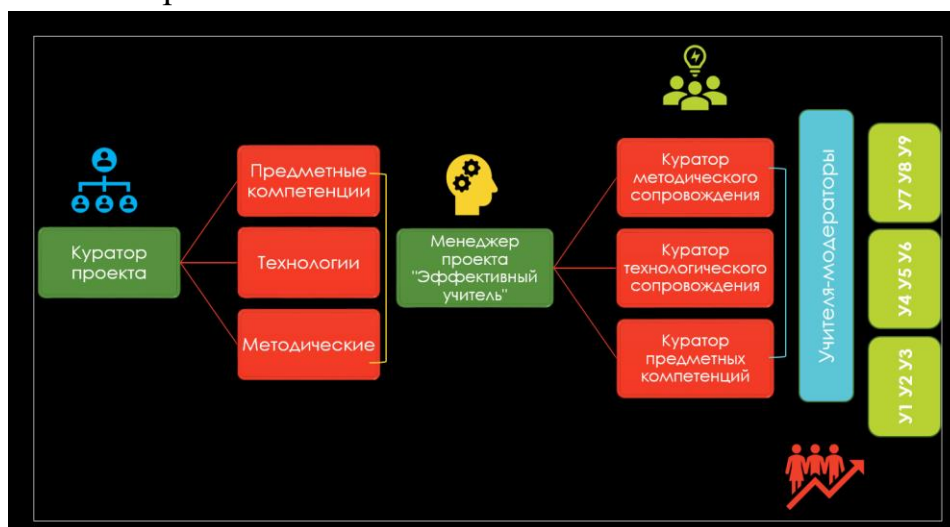 Куратор
проекта
Предметные
компетенции
Технологии
Методические
Менеджер
проекта
"Эффективный
учитель"
Куратор
методического
сопровождения
Куратор
технологического
сопровождения
Куратор
предметных
компетенций
Учителя-модераторы
У7 У8 У9
У4 У5 У6
У1 У2 У3